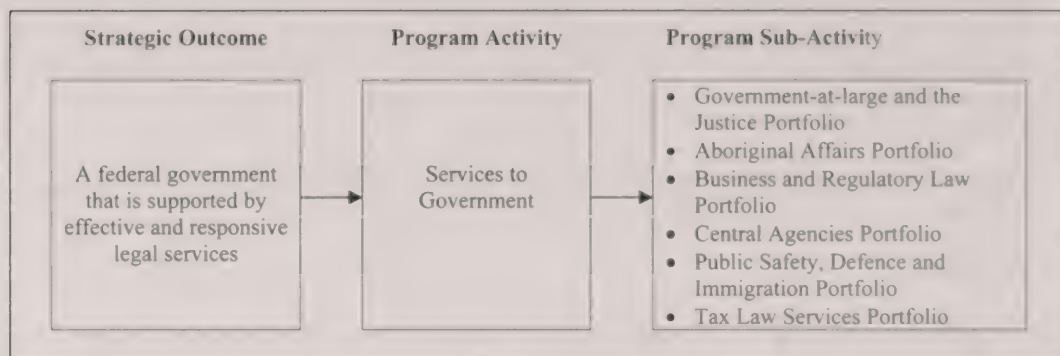 Strategic Outcome
Program Activity
Program Sub-Activity
A federal government
that is supported by
effective and responsive
legal services
Services to
Government
• Government-at-large and the
Justice Portfolio
• Aboriginal Affairs Portfolio
• Business and Regulatory Law
Portfolio
• Central Agencies Portfolio
• Public Safety, Defence and
Immigration Portfolio
• Tax Law Services Portfolio